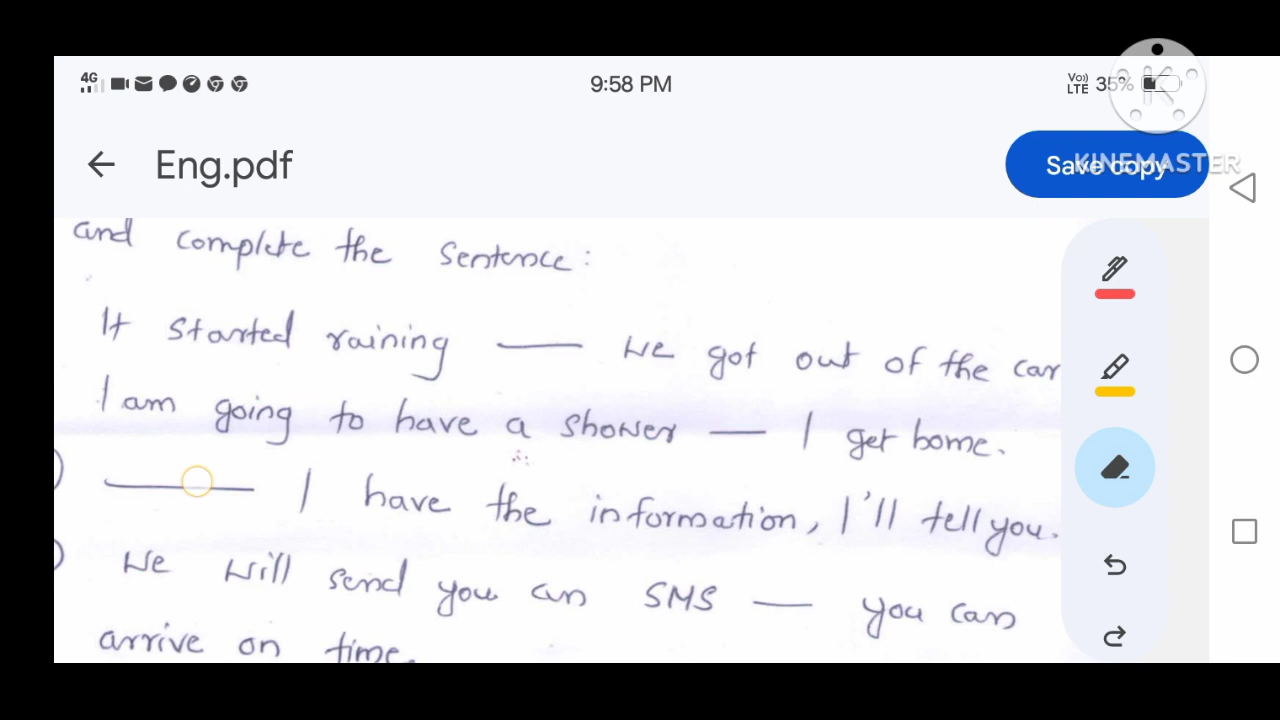 4G 9:58 PM Vo) LTE 35%
KINEMASTER
Eng.pdf Save copy
and complete the Sentence:
It started raining —— we got out of the car
I am going to have a shower —— I get home.
) —— I have the information, I'll tell you.
) We will send you an SMS —— you can
arrive on time.